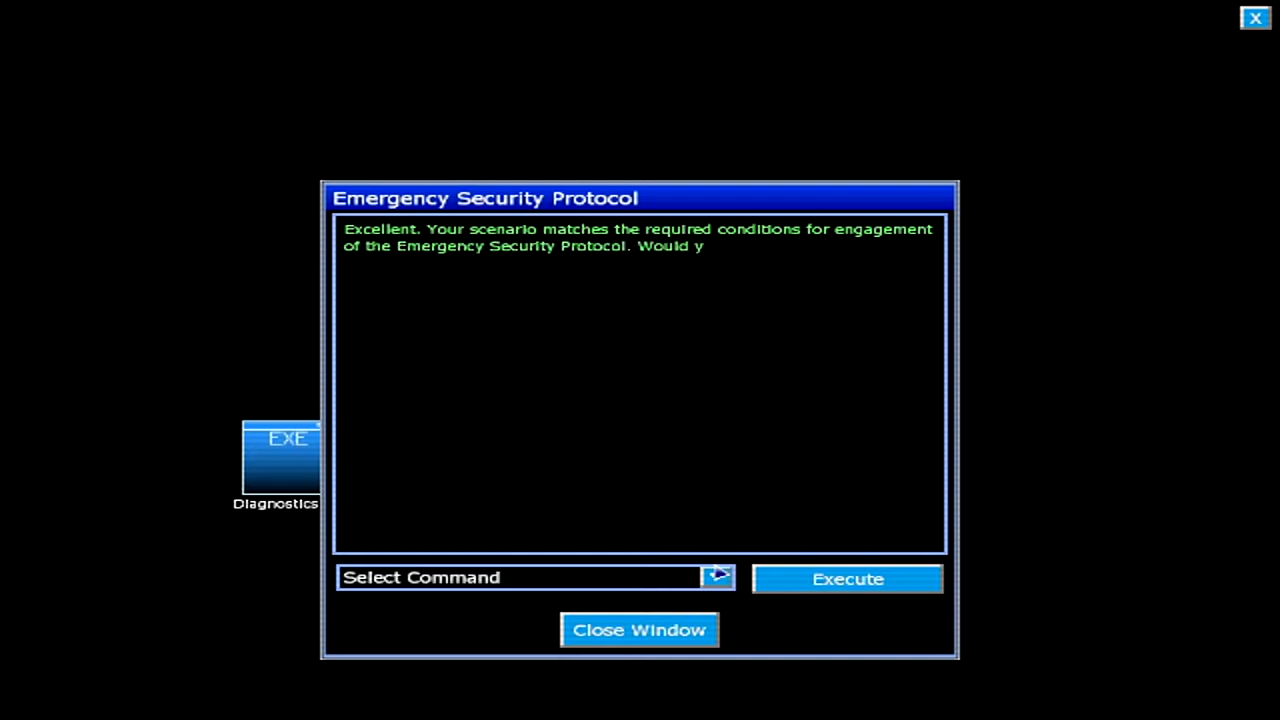 X
Emergency Security Protocol
Excellent. Your scenario matches the required conditions for engagement
of the Emergency Security Protocol. Would y
EXE
Diagnostics
Select Command
Execute
Close Window